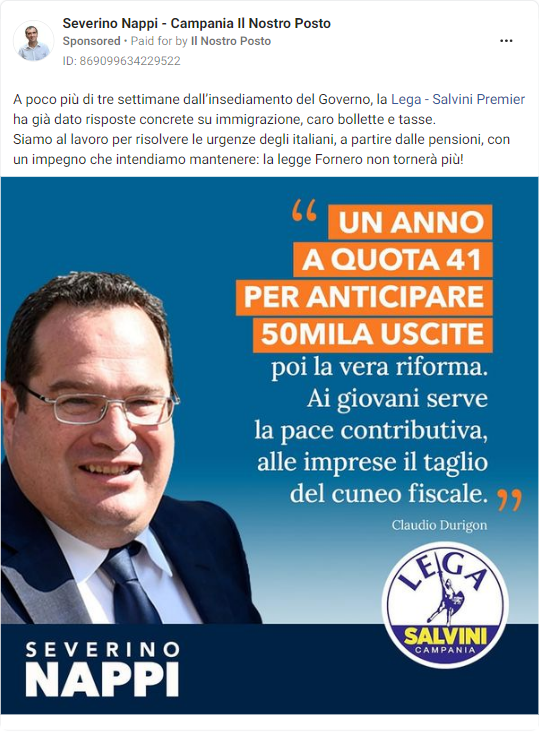 Severino Nappi - Campania Il Nostro Posto
Sponsored • Paid for by Il Nostro Posto
ID: 869099634229522
A poco più di tre settimane dall'insediamento del Governo, la Lega - Salvini Premier
ha già dato risposte concrete su immigrazione, caro bollette e tasse.
Siamo al lavoro per risolvere le urgenze degli italiani, a partire dalle pensioni, con
un impegno che intendiamo mantenere: la legge Fornero non tornerà più!
“ UN ANNO
A QUOTA 41
PER ANTICIPARE
50MILA USCITE
poi la vera riforma.
Ai giovani serve
la pace contributiva,
alle imprese il taglio
del cuneo fiscale. ”
Claudio Durigon
LEGA
SALVINI
CAMPANIA
SEVERINO
NAPPI